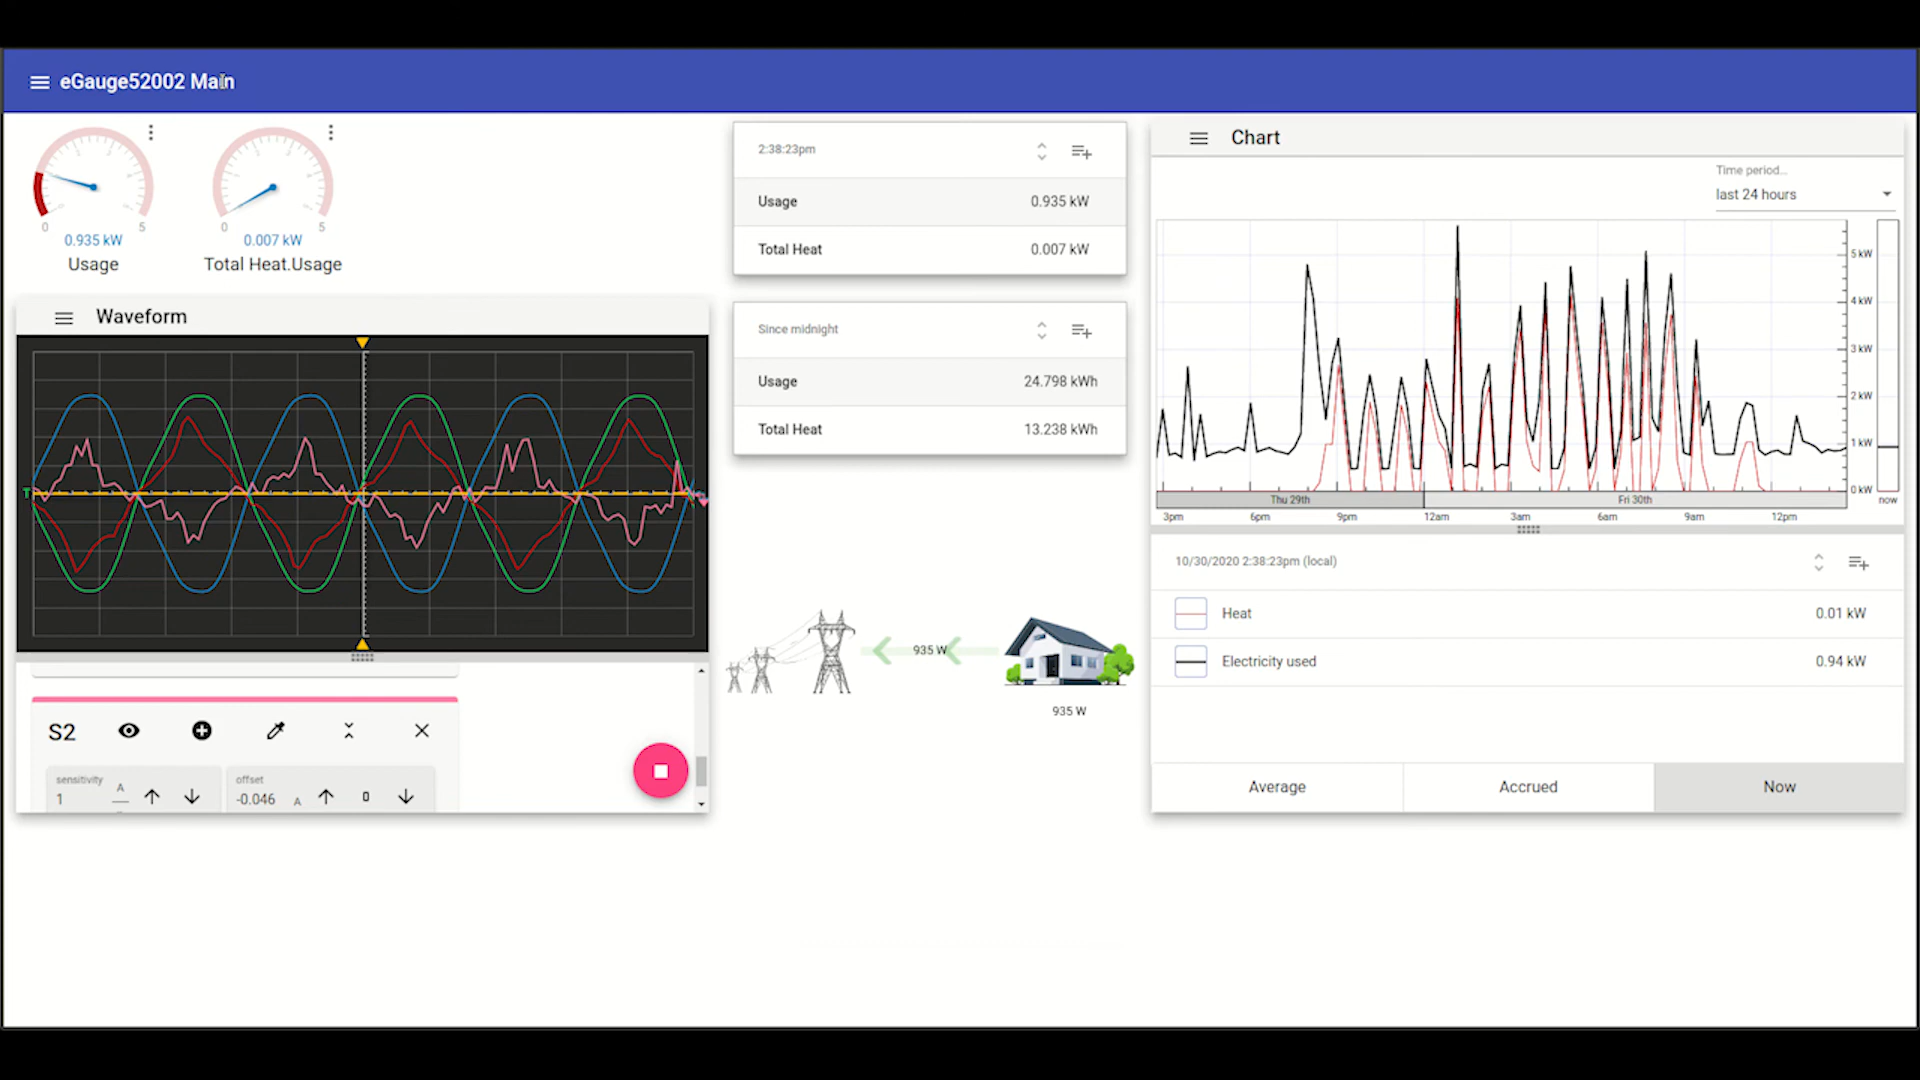 eGauge52002 Main
0 5
0.935 kW
Usage
0 5
0.007 kW
Total Heat.Usage
Waveform
T
S2
sensitivity
1 A
offset
-0.046 A 0
2:38:23pm
Usage 0.935 kW
Total Heat 0.007 kW
Since midnight
Usage 24.798 kWh
Total Heat 13.238 kWh
935 W
935 W
Chart
Time period...
last 24 hours
5 kW
4 kW
3 kW
2 kW
1 kW
0 kW
Thu 29th Fri 30th now
3pm 6pm 9pm 12am 3am 6am 9am 12pm
10/30/2020 2:38:23pm (local)
Heat 0.01 kW
Electricity used 0.94 kW
Average Accrued Now